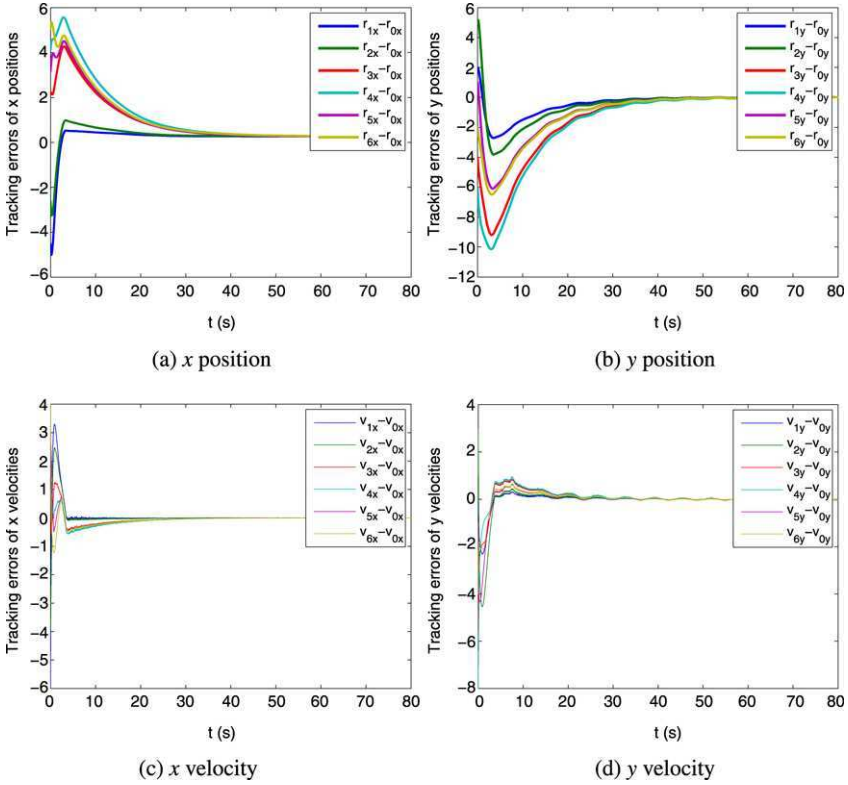 Tracking errors of x positions
6
4
2
0
−2
−4
−6
0 10 20 30 40 50 60 70 80
t (s)
r1x−r0x
r2x−r0x
r3x−r0x
r4x−r0x
r5x−r0x
r6x−r0x
(a) x position
Tracking errors of y positions
6
4
2
0
−2
−4
−6
−8
−10
−12
0 10 20 30 40 50 60 70 80
t (s)
r1y−r0y
r2y−r0y
r3y−r0y
r4y−r0y
r5y−r0y
r6y−r0y
(b) y position
Tracking errors of x velocities
4
3
2
1
0
−1
−2
−3
−4
−5
−6
0 10 20 30 40 50 60 70 80
t (s)
v1x−v0x
v2x−v0x
v3x−v0x
v4x−v0x
v5x−v0x
v6x−v0x
(c) x velocity
Tracking errors of y velocities
4
2
0
−2
−4
−6
−8
0 10 20 30 40 50 60 70 80
t (s)
v1y−v0y
v2y−v0y
v3y−v0y
v4y−v0y
v5y−v0y
v6y−v0y
(d) y velocity